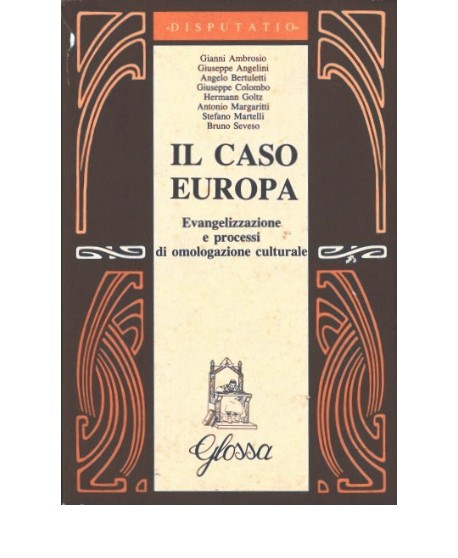 •DISPUTATIO•
Gianni Ambrosio
Giuseppe Angelini
Angelo Bertuletti
Giuseppe Colombo
Hermann Goltz
Antonio Margaritti
Stefano Martelli
Bruno Seveso
IL CASO
EUROPA
Evangelizzazione
e processi
di omologazione culturale
Glossa